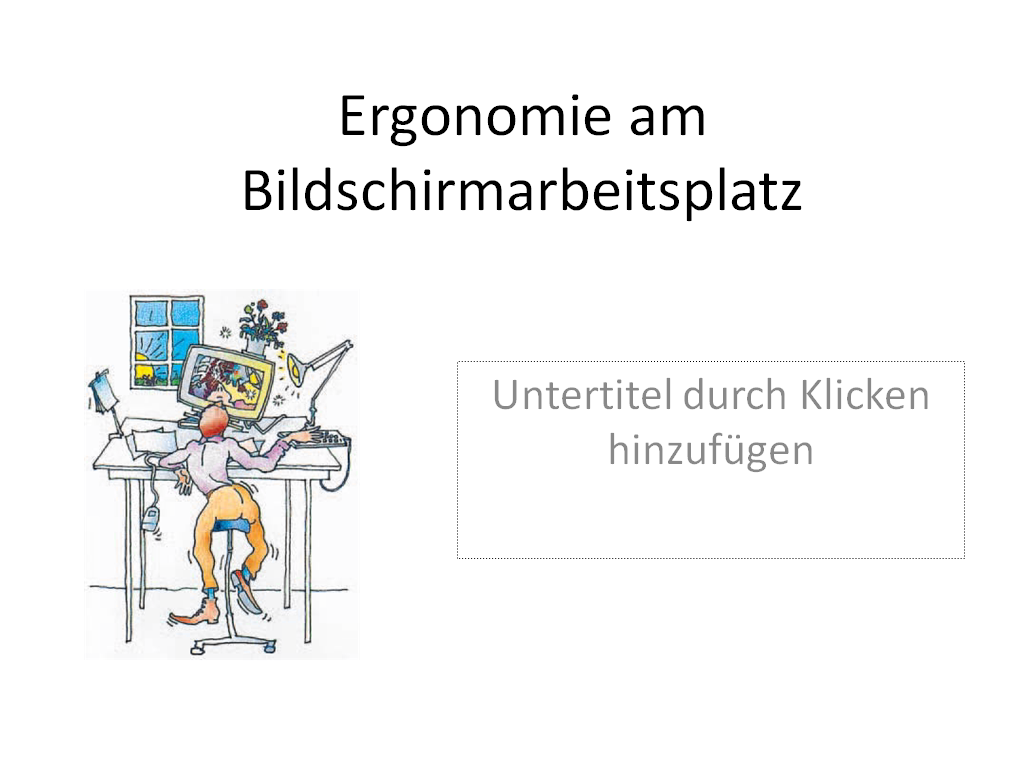 Ergonomie am
Bildschirmarbeitsplatz
Untertitel durch Klicken
hinzufügen